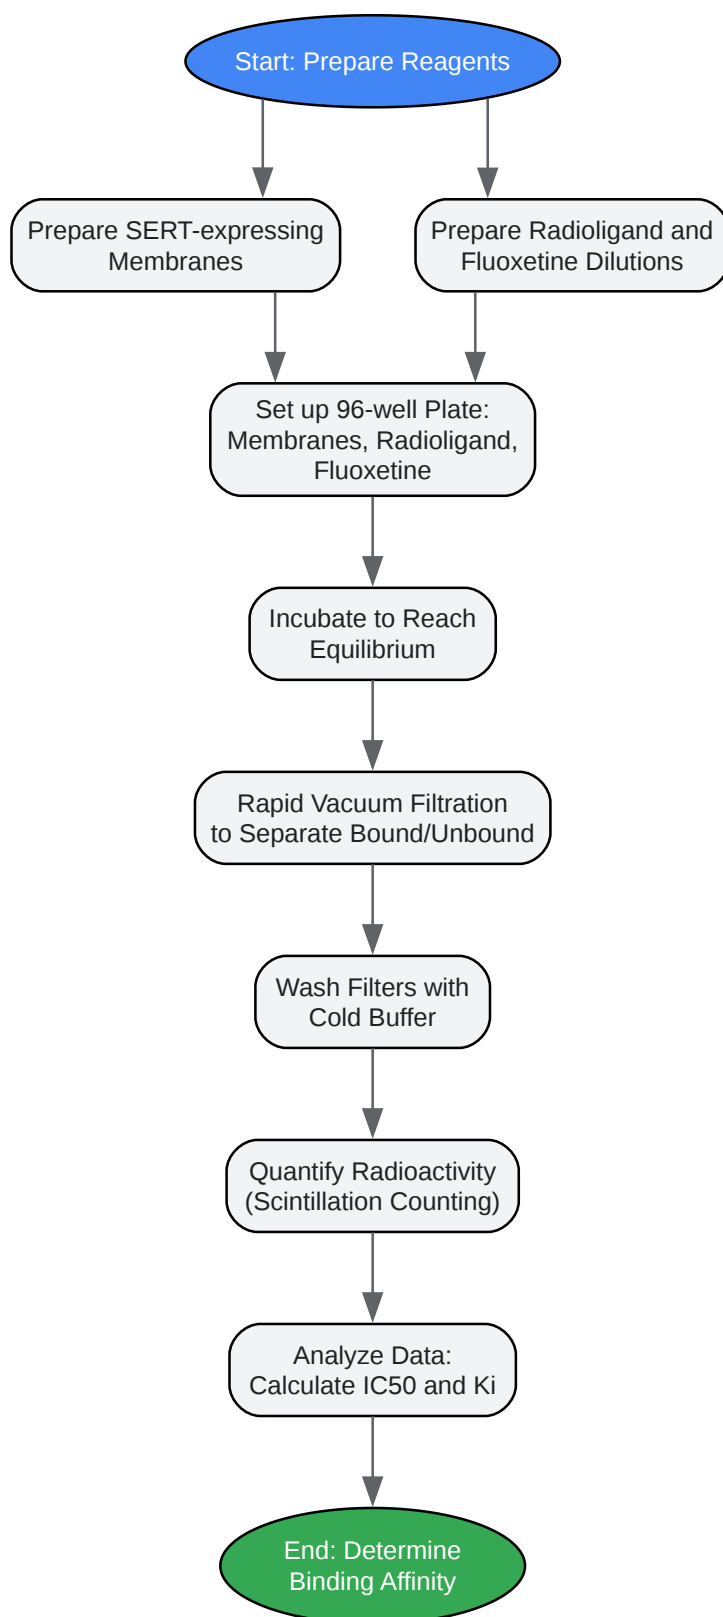 Start: Prepare Reagents
Prepare SERT-expressing
Membranes
Prepare Radioligand and
Fluoxetine Dilutions
Set up 96-well Plate:
Membranes, Radioligand,
Fluoxetine
Incubate to Reach
Equilibrium
Rapid Vacuum Filtration
to Separate Bound/Unbound
Wash Filters with
Cold Buffer
Quantify Radioactivity
(Scintillation Counting)
Analyze Data:
Calculate IC50 and Ki
End: Determine
Binding Affinity